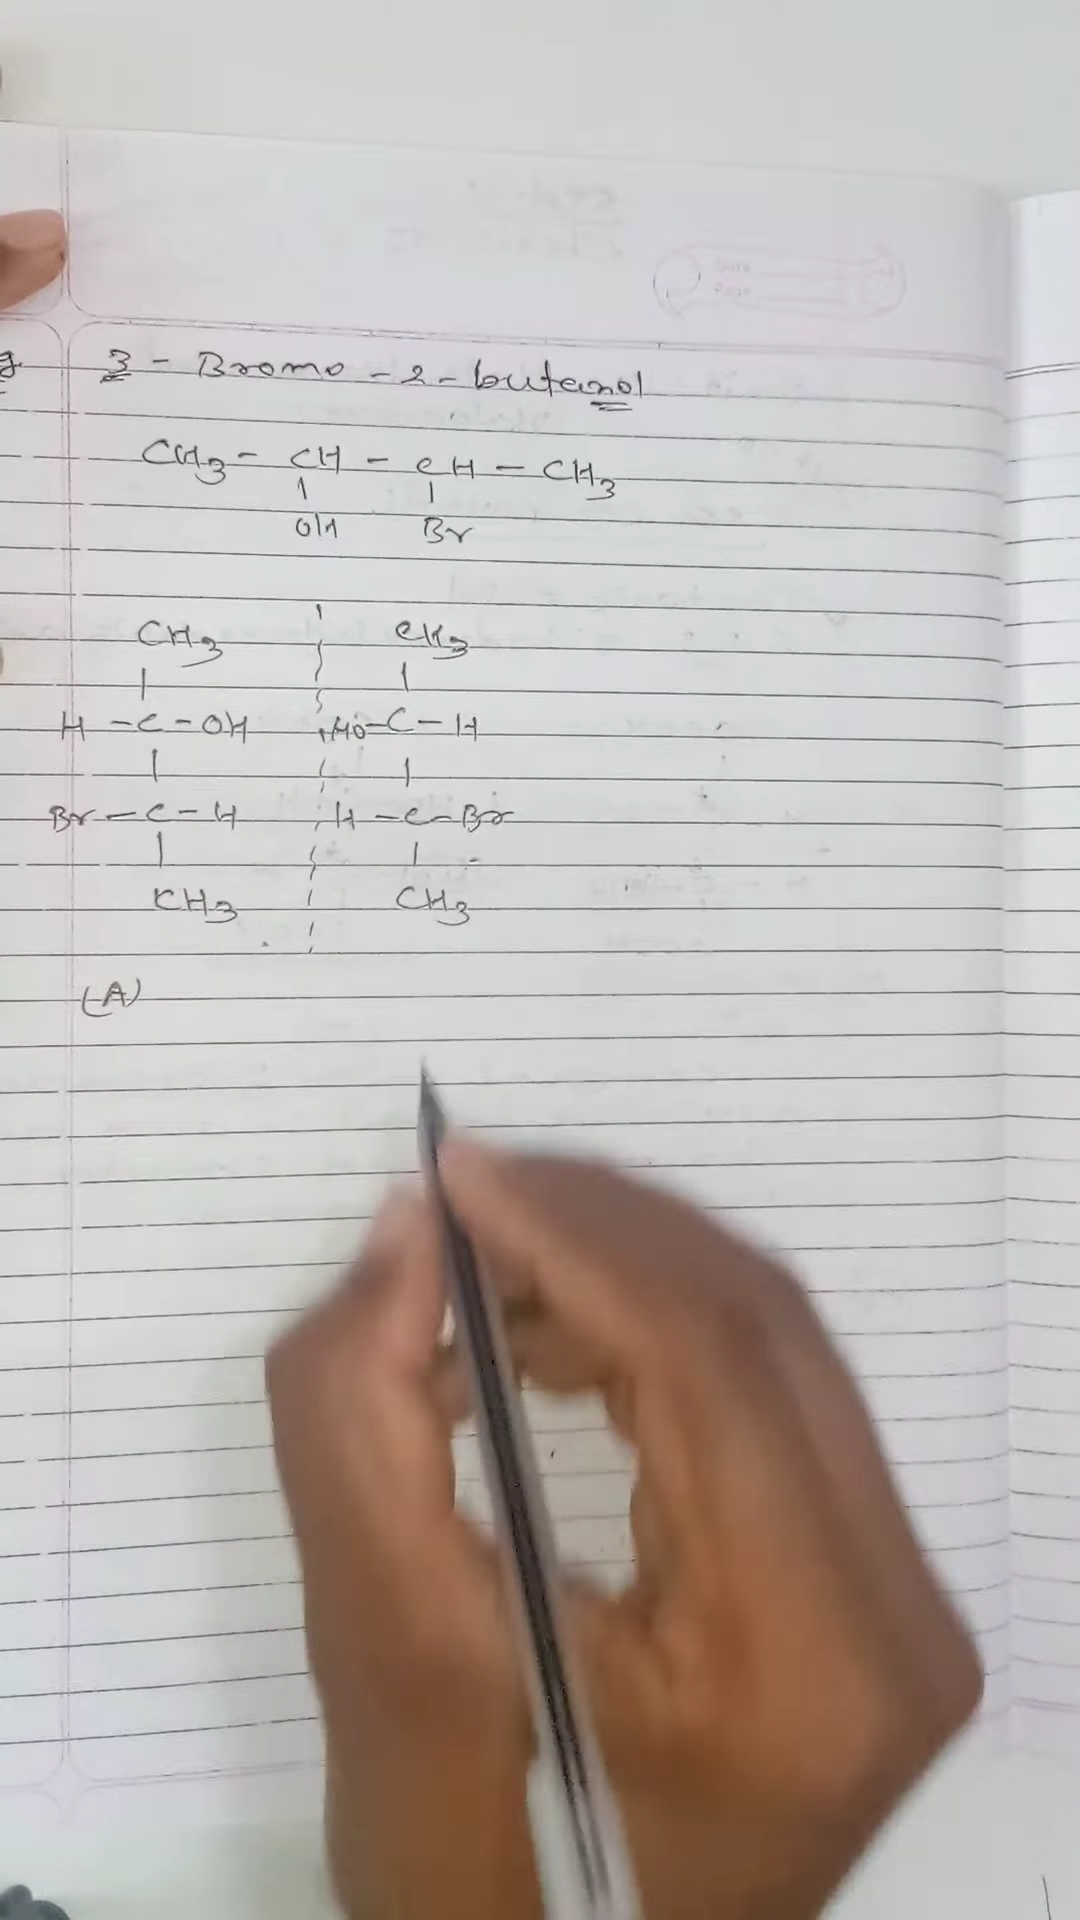 3 - Bromo - 2 - butanol
CH3 - CH - CH - CH3
OH Br
CH3 CH3
H - C - OH HO - C - H
Br - C - H H - C - Br
CH3 CH3
(A)